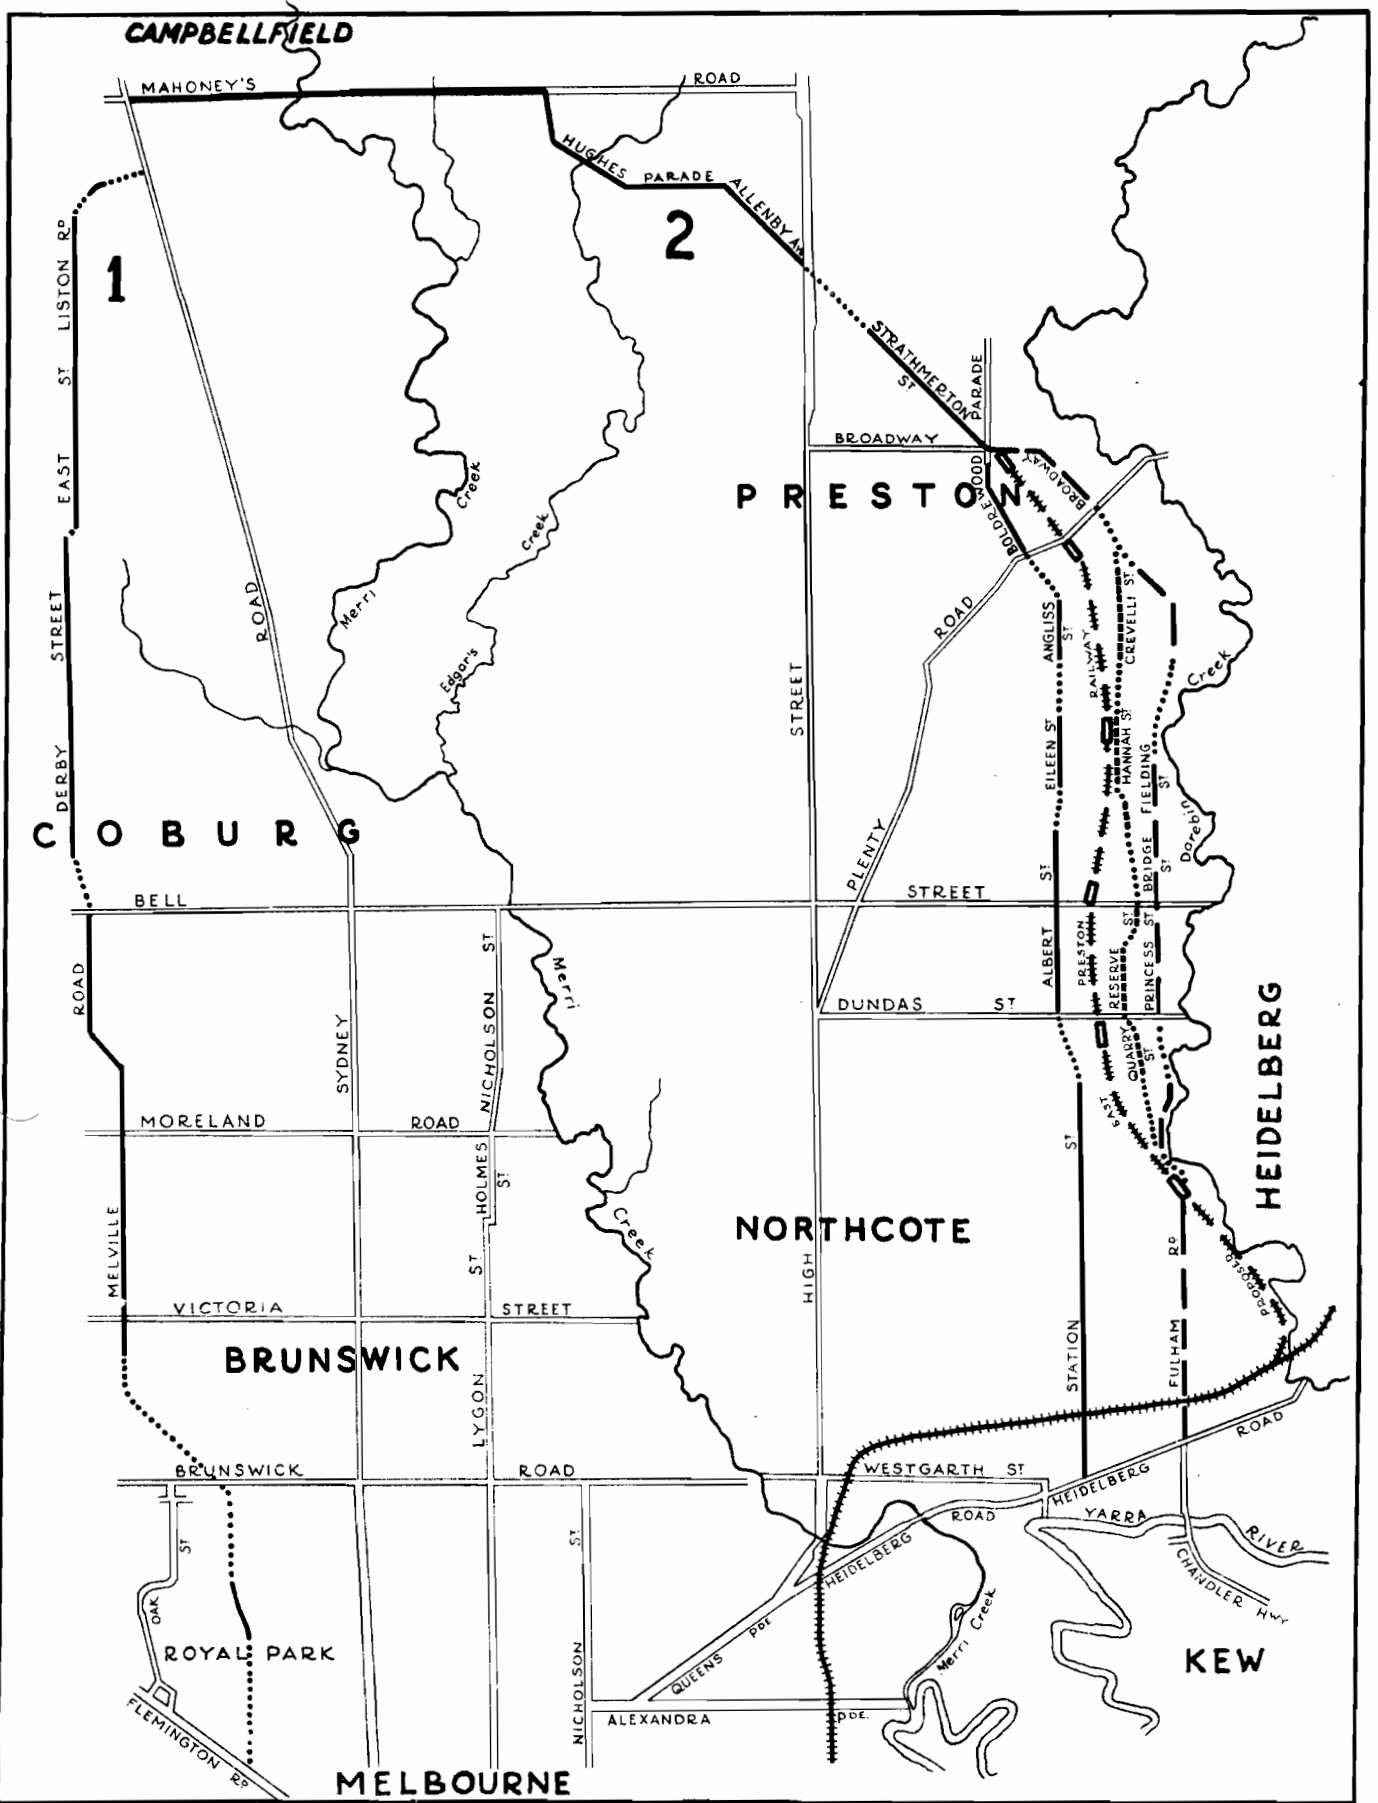 CAMPBELLFIELD
MAHONEY'S ROAD
HUGHES PARADE
ALLENBY AV.
1
2
EAST ST LISTON RD
STRATHMERTON ST
PARADE
BROADWAY
BROADWAY
PRESTON
BOLDREWOOD
Creek
Creek
Merri
Edgar's
ROAD
ROAD
STREET
DERBY
ANGLISS ST
RAILWAY
CREVELLI ST
Creek
STREET
EILEEN ST
HANNAH ST
FIELDING ST
Darebin
COBURG
PLENTY
ST
BRIDGE ST
BELL STREET
ROAD
SYDNEY
NICHOLSON ST
Merri
ALBERT
PRESTON
RESERVE ST
PRINCESS ST
DUNDAS ST
QUARRY ST
EAST
HEIDELBERG
MORELAND ROAD
HOLMES ST
Creek
MELVILLE
ST
NORTHCOTE
HIGH
ST
RD
PROPOSED
VICTORIA STREET
BRUNSWICK
LYGON
STATION
FULHAM
BRUNSWICK ROAD
WESTGARTH ST
HEIDELBERG ROAD
ROAD
YARRA RIVER
ST
ST
HEIDELBERG
CHANDLER HWY
OAK
ROYAL PARK
QUEENS PDE
Merri Creek
KEW
NICHOLSON
ALEXANDRA PDE.
FLEMINGTON RD
MELBOURNE